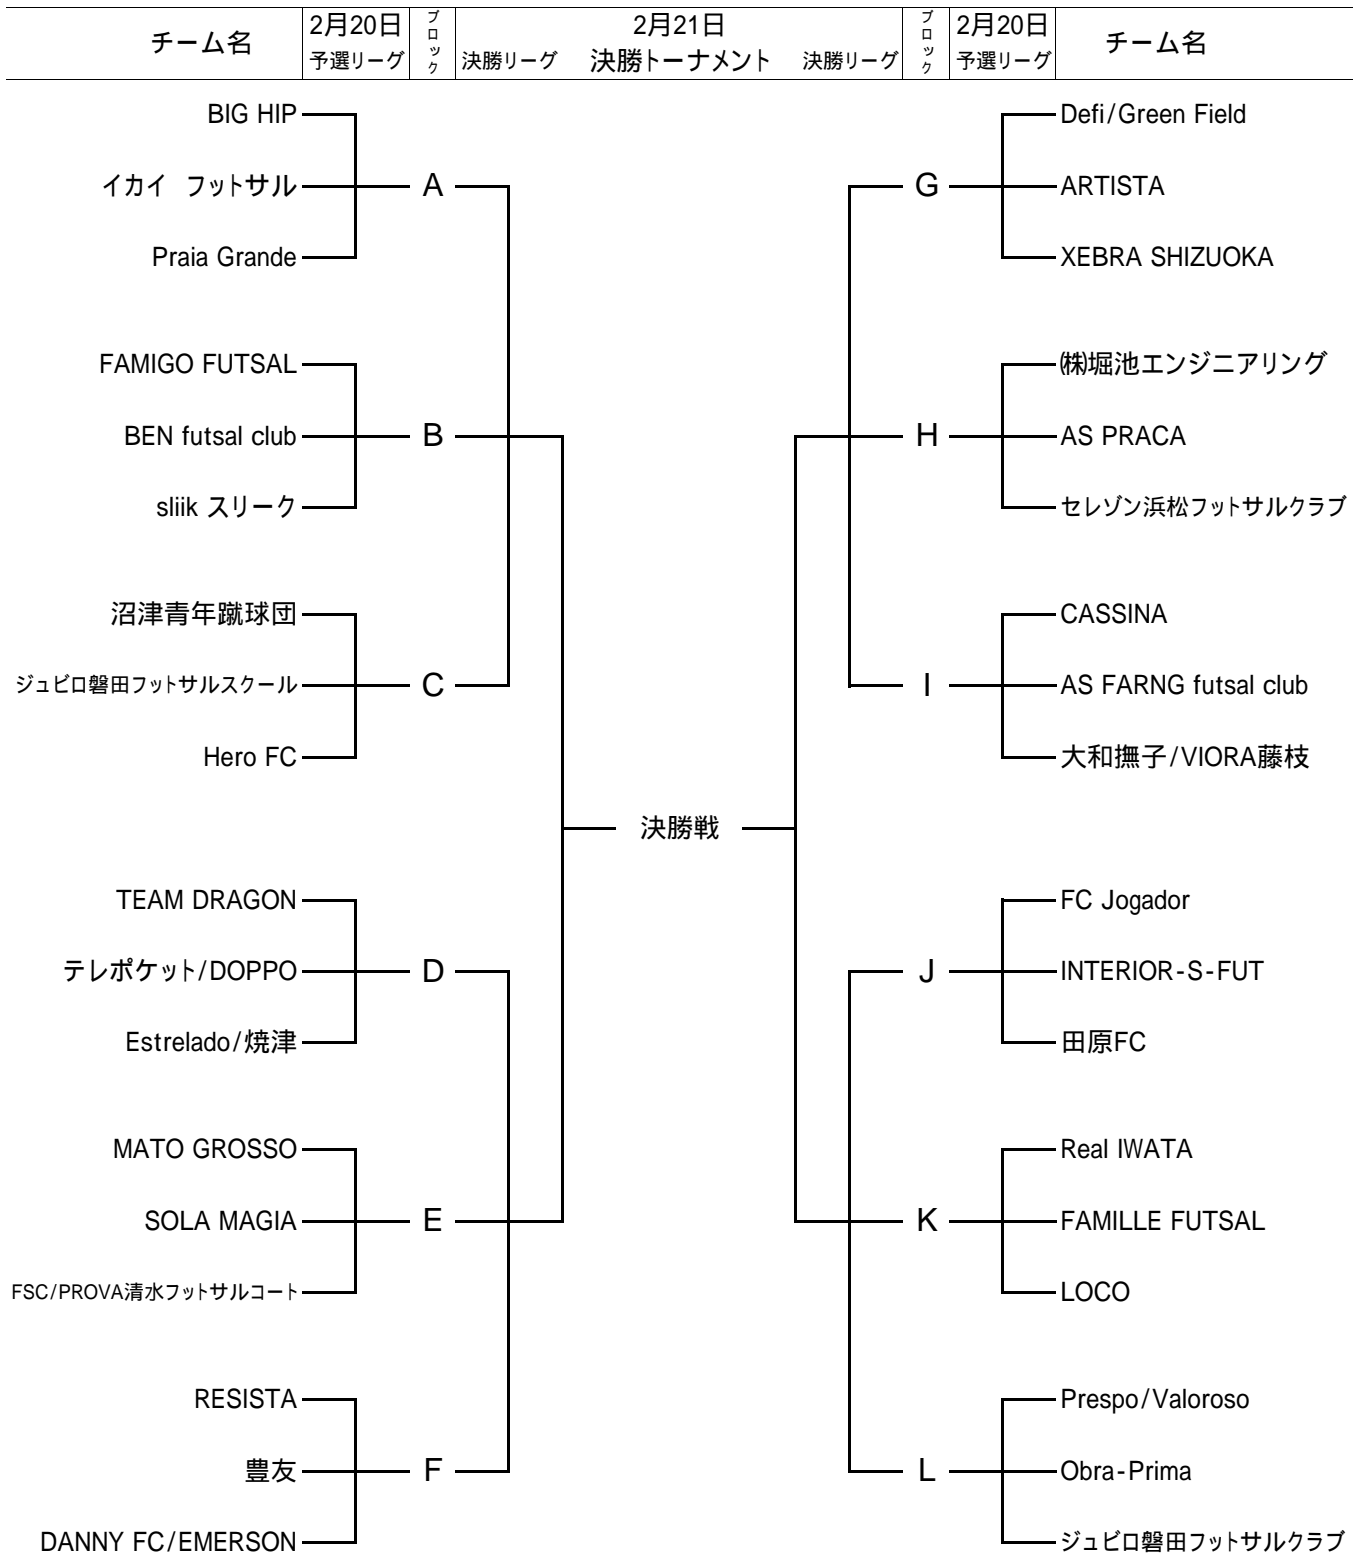 チーム名 2月20日 予選リーグ ブロック 決勝リーグ 2月21日 決勝トーナメント 決勝リーグ ブロック 2月20日 予選リーグ チーム名
BIG HIP
イカイ フットサル
A
Praia Grande
FAMIGO FUTSAL
BEN futsal club
B
sliik スリーク
沼津青年蹴球団
ジュビロ磐田フットサルスクール
C
Hero FC
TEAM DRAGON
テレポケット/DOPPO
D
Estrelado/焼津
MATO GROSSO
SOLA MAGIA
E
FSC/PROVA清水フットサルコート
RESISTA
豊友
F
DANNY FC/EMERSON
決勝戦
Defi/Green Field
G
ARTISTA
XEBRA SHIZUOKA
㈱堀池エンジニアリング
H
AS PRACA
セレゾン浜松フットサルクラブ
CASSINA
I
AS FARNG futsal club
大和撫子/VIORA藤枝
FC Jogador
J
INTERIOR-S-FUT
田原FC
Real IWATA
K
FAMILLE FUTSAL
LOCO
Prespo/Valoroso
L
Obra-Prima
ジュビロ磐田フットサルクラブ